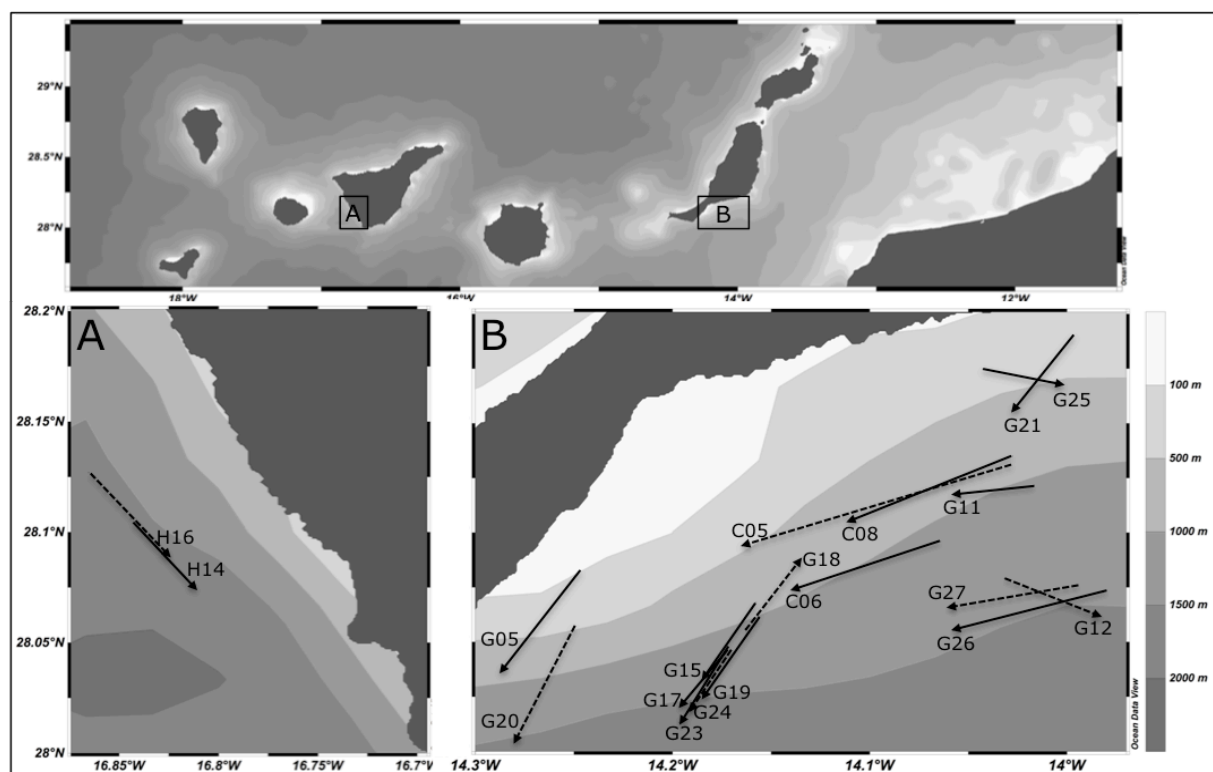 29°N
28.5°N
28°N
A
B
18°W
16°W
14°W
12°W
Ocean Data View
A
28.2°N
28.15°N
28.1°N
28.05°N
28°N
H16
H14
16.85°W
16.8°W
16.75°W
16.7°W
B
G25
G21
G11
C05
C08
G18
C06
G27
G26
G12
G05
G15
G17
G19
G24
G23
G20
14.3°W
14.2°W
14.1°W
14°W
100 m
500 m
1000 m
1500 m
2000 m
Ocean Data View